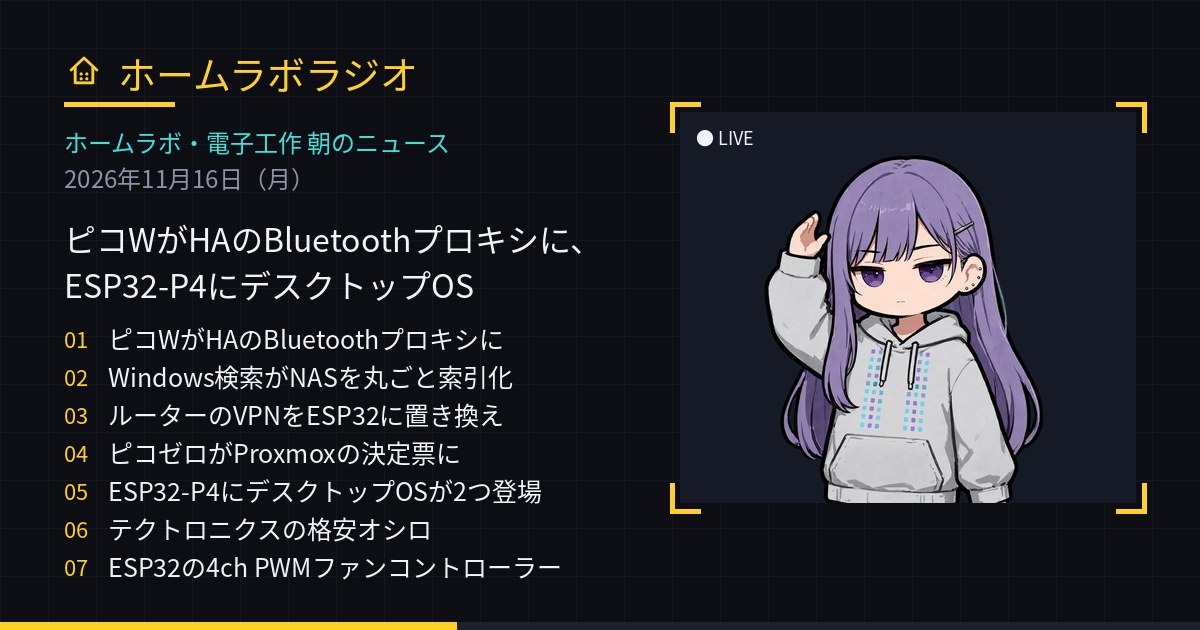 ホームラボラジオ
ホームラボ・電子工作 朝のニュース
2026年11月16日（月）
ピコWがHAのBluetoothプロキシに、
ESP32-P4にデスクトップOS
01 ピコWがHAのBluetoothプロキシに
02 Windows検索がNASを丸ごと索引化
03 ルーターのVPNをESP32に置き換え
04 ピコゼロがProxmoxの決定票に
05 ESP32-P4にデスクトップOSが2つ登場
06 テクトロニクスの格安オシロ
07 ESP32の4ch PWMファンコントローラー
LIVE